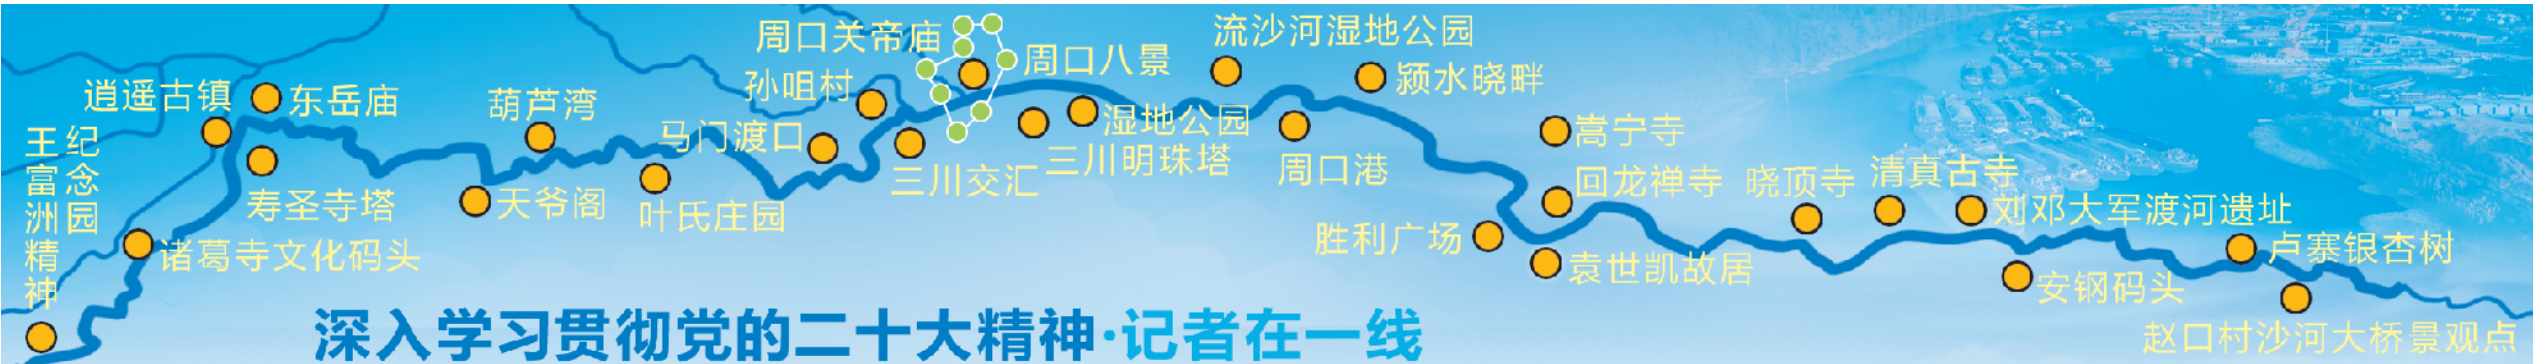 王富洲精神
纪念园
逍遥古镇
东岳庙
寿圣寺塔
诸葛寺文化码头
葫芦湾
天爷阁
叶氏庄园
马门渡口
孙咀村
周口关帝庙
三川交汇
周口八景
湿地公园
三川明珠塔
流沙河湿地公园
周口港
颍水晓畔
嵩宁寺
回龙禅寺
胜利广场
袁世凯故居
晓顶寺
清真古寺
刘邓大军渡河遗址
安钢码头
卢寨银杏树
赵口村沙河大桥景观点
深入学习贯彻党的二十大精神·记者在一线